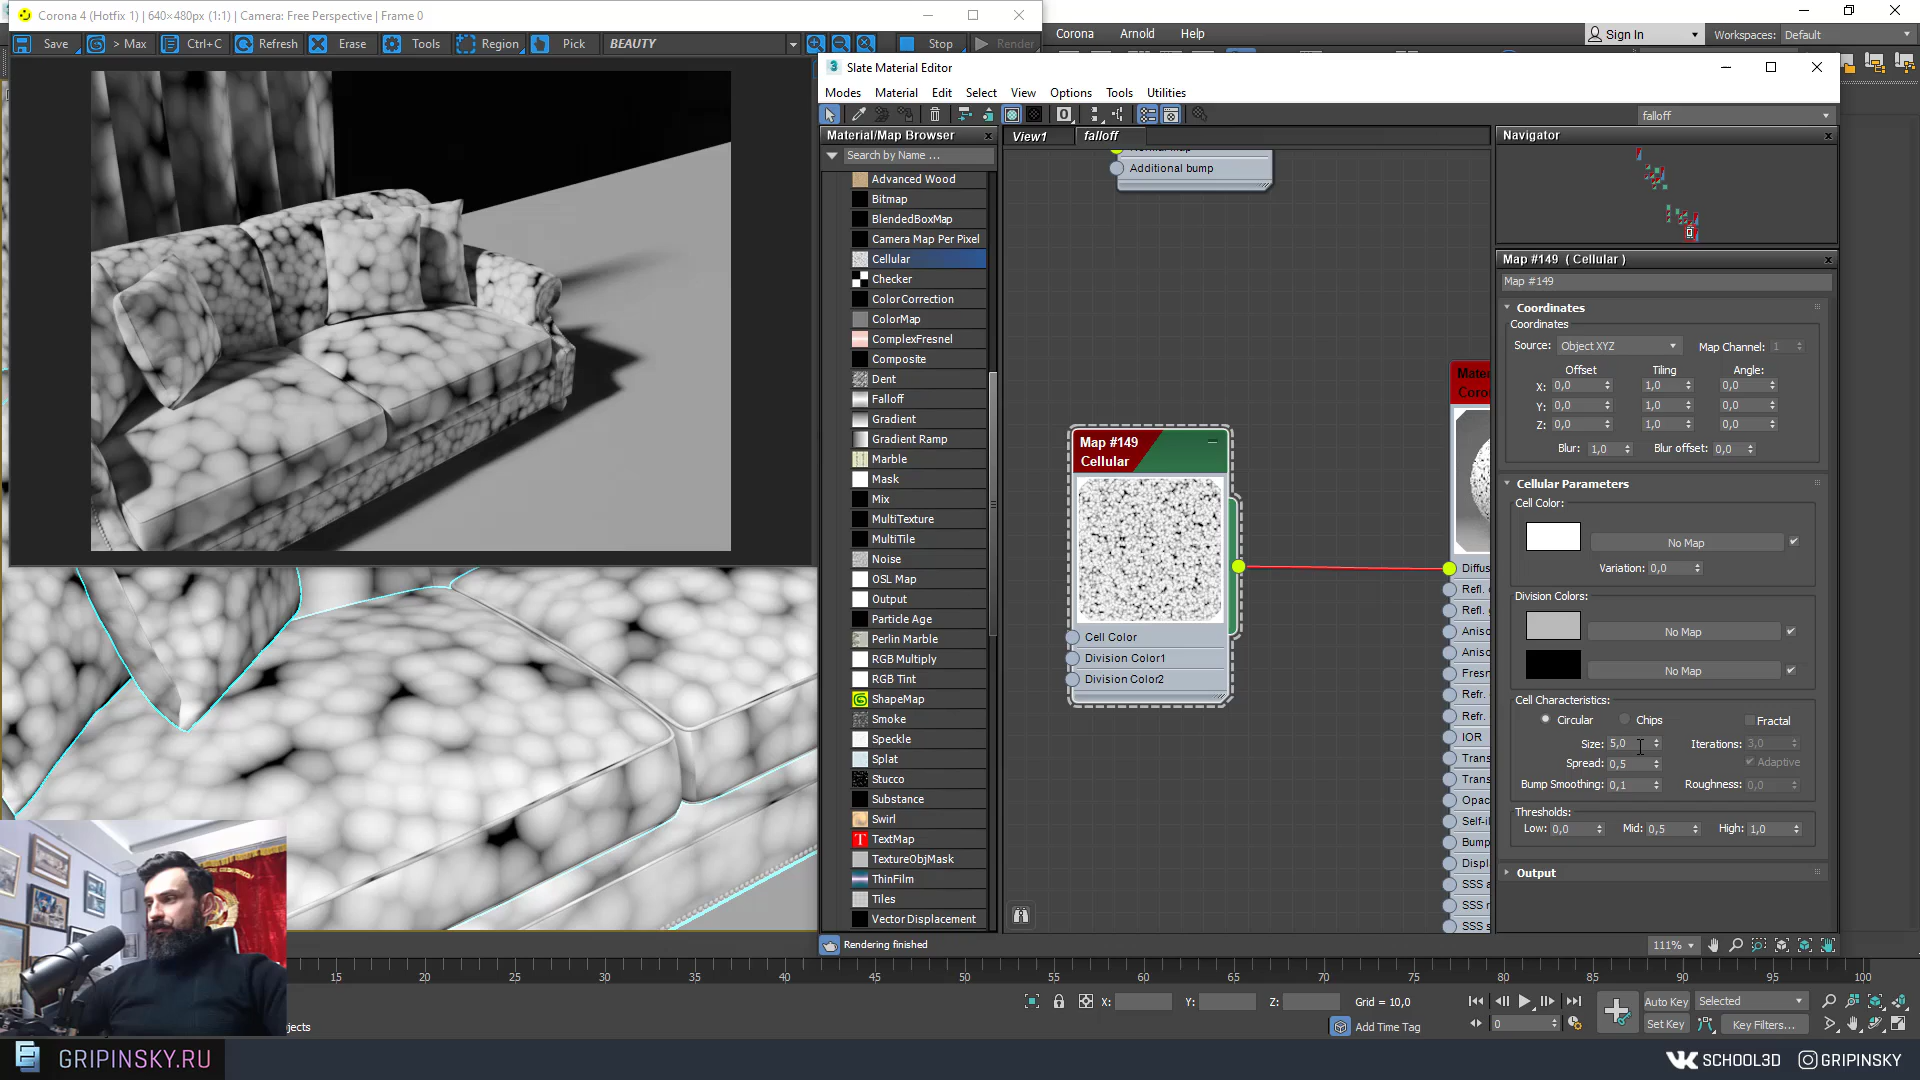 Corona 4 (Hotfix 1) | 640×480px (1:1) | Camera: Free Perspective | Frame 0
Save
> Max
Ctrl+C
Refresh
Erase
Tools
Region
Pick
BEAUTY
Stop
Render
Corona
Arnold
Help
Sign In
Workspaces: Default
Slate Material Editor
Modes
Material
Edit
Select
View
Options
Tools
Utilities
falloff
Material/Map Browser
Search by Name ...
Advanced Wood
Bitmap
BlendedBoxMap
Camera Map Per Pixel
Cellular
Checker
ColorCorrection
ColorMap
ComplexFresnel
Composite
Dent
Falloff
Gradient
Gradient Ramp
Marble
Mask
Mix
MultiTexture
MultiTile
Noise
OSL Map
Output
Particle Age
Perlin Marble
RGB Multiply
RGB Tint
ShapeMap
Smoke
Speckle
Splat
Stucco
Substance
Swirl
TextMap
TextureObjMask
ThinFilm
Tiles
Vector Displacement
View1
falloff
Additional bump
Map #149
Cellular
Cell Color
Division Color1
Division Color2
Mate
Coro
Diffus
Refl.
Refl.
Aniso
Aniso
Fresn
Refr.
Refr.
IOR
Trans
Trans
Opac
Self-il
Bump
Displ
SSS a
SSS r
SSS s
Navigator
Map #149 ( Cellular )
Map #149
Coordinates
Coordinates
Source: Object XYZ
Map Channel: 1
Offset
Tiling
Angle:
X: 0,0 1,0 0,0
Y: 0,0 1,0 0,0
Z: 0,0 1,0 0,0
Blur: 1,0 Blur offset: 0,0
Cellular Parameters
Cell Color:
No Map
Variation: 0,0
Division Colors:
No Map
No Map
Cell Characteristics:
Circular
Chips
Fractal
Size: 5,0
Iterations: 3,0
Spread: 0,5
Adaptive
Bump Smoothing: 0,1
Roughness: 0,0
Thresholds:
Low: 0,0 Mid: 0,5 High: 1,0
Output
Rendering finished
111%
15 20 25 30 35 40 45 50 55 60 65 70 75 80 85 90 95 100
X:
Y:
Z:
Grid = 10,0
Add Time Tag
0
Auto Key
Selected
Set Key
Key Filters...
ojects
GRIPINSKY.RU
SCHOOL3D
GRIPINSKY